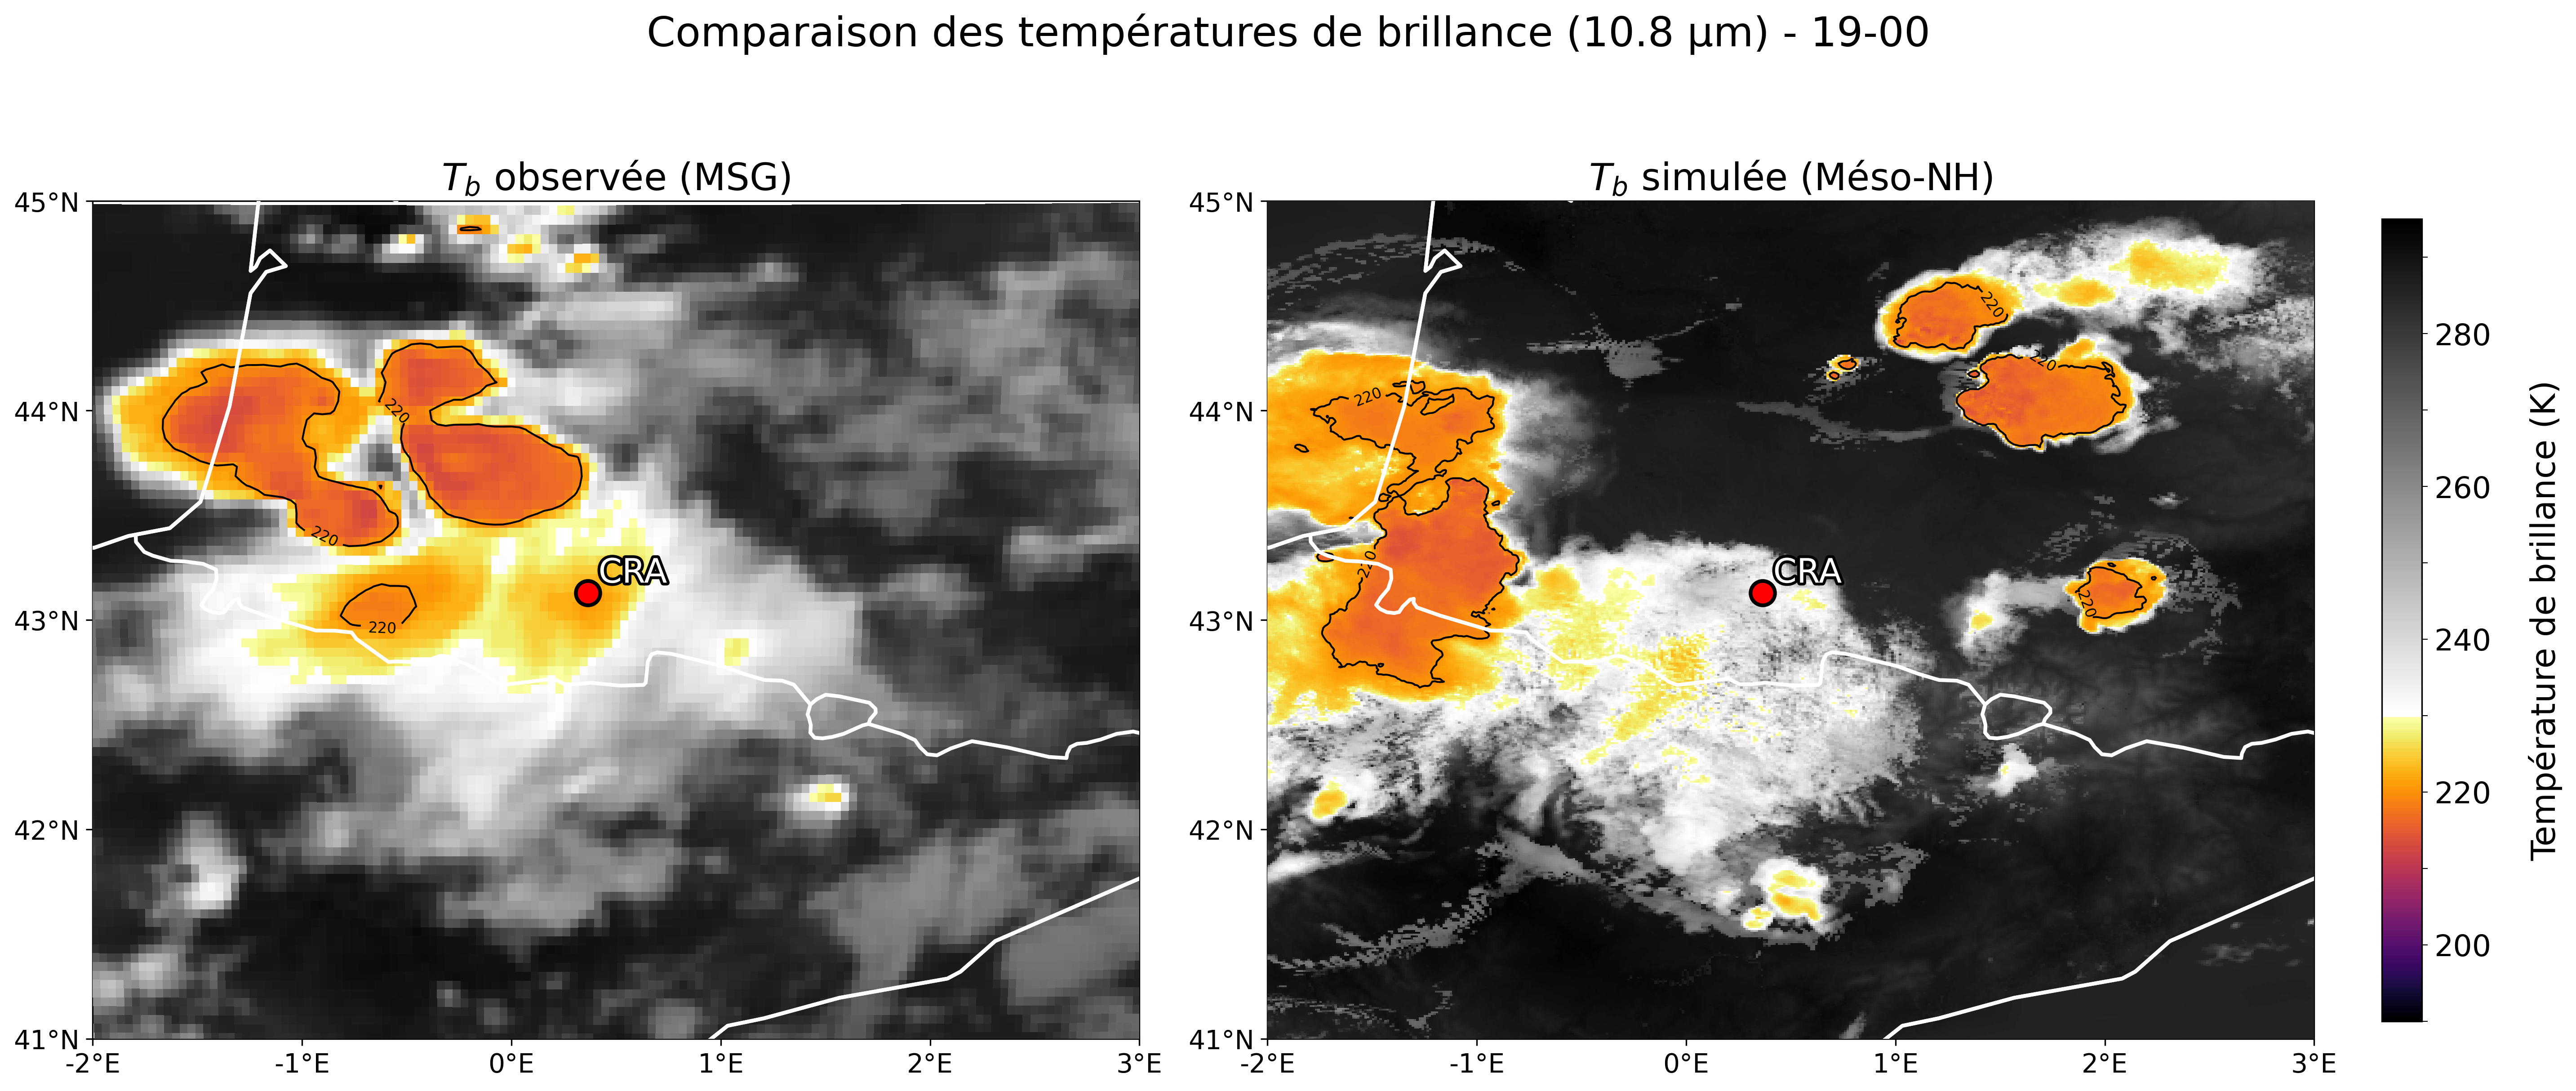 Comparaison des températures de brillance (10.8 µm) - 19-00
T_b observée (MSG)
45°N
44°N
43°N
42°N
41°N
-2°E
-1°E
0°E
1°E
2°E
3°E
220
220
220
CRA
T_b simulée (Méso-NH)
45°N
44°N
43°N
42°N
41°N
-2°E
-1°E
0°E
1°E
2°E
3°E
220
220
220
220
220
CRA
280
260
240
220
200
Température de brillance (K)